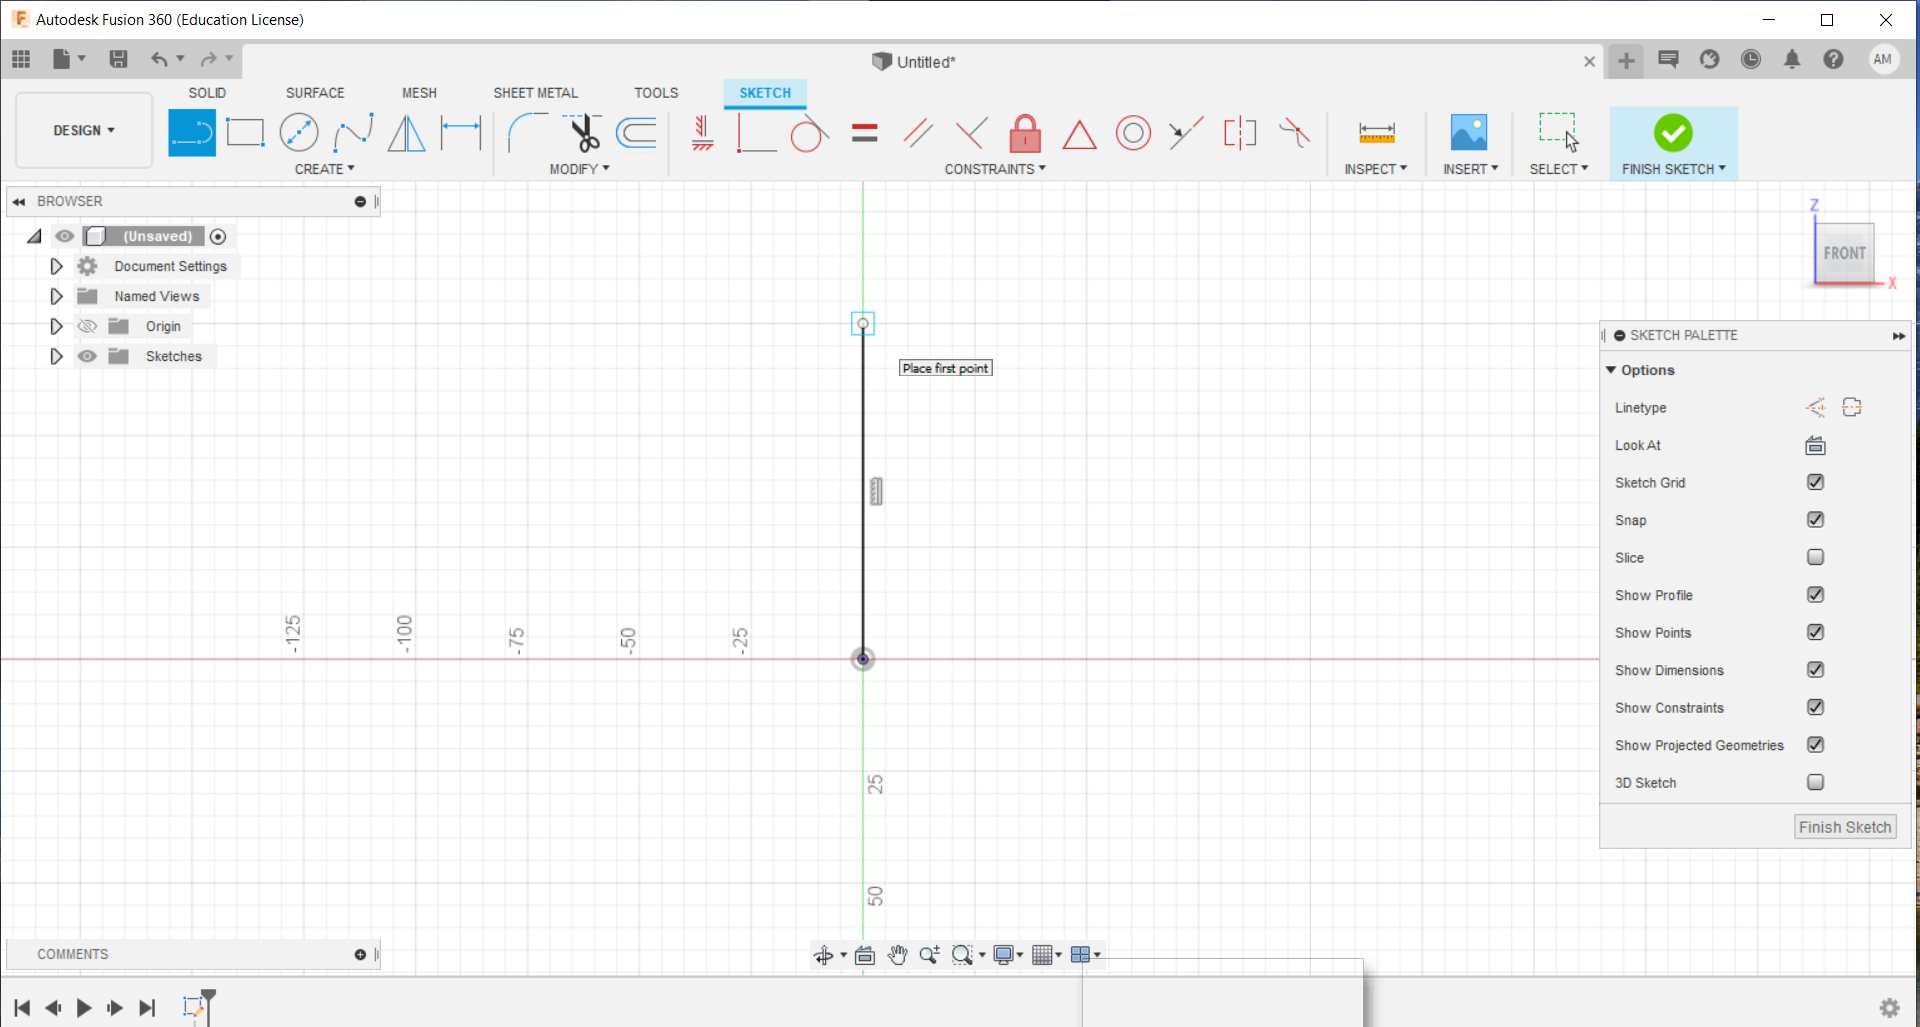 Autodesk Fusion 360 (Education License)
Untitled*
AM
DESIGN
SOLID
SURFACE
MESH
SHEET METAL
TOOLS
SKETCH
CREATE
MODIFY
CONSTRAINTS
INSPECT
INSERT
SELECT
FINISH SKETCH
BROWSER
(Unsaved)
Document Settings
Named Views
Origin
Sketches
Z
FRONT
X
Place first point
-125
-100
-75
-50
-25
25
50
SKETCH PALETTE
Options
Linetype
Look At
Sketch Grid
Snap
Slice
Show Profile
Show Points
Show Dimensions
Show Constraints
Show Projected Geometries
3D Sketch
Finish Sketch
COMMENTS